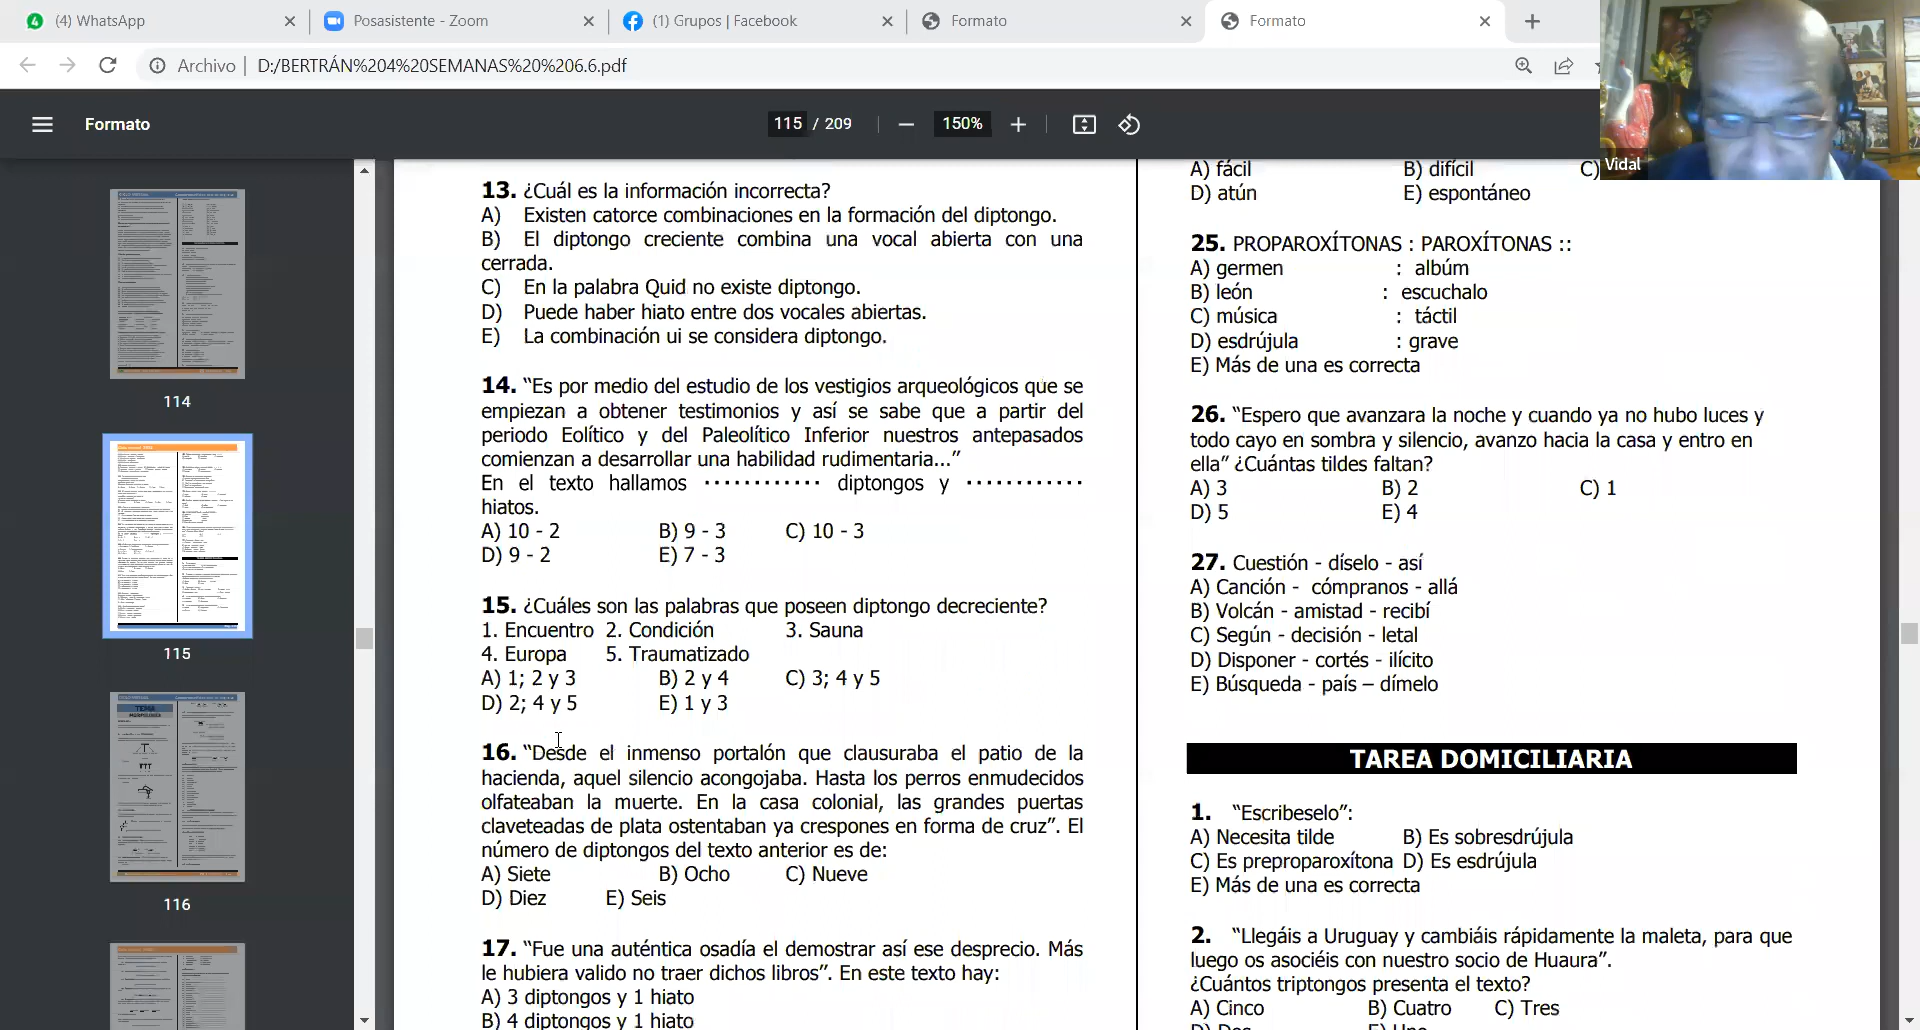 (4) WhatsApp
Posasistente - Zoom
(1) Grupos | Facebook
Formato
Formato
Archivo
D:/BERTRÁN%204%20SEMANAS%20%206.6.pdf
Formato
115 / 209
150%
Vidal
114
115
116
13. ¿Cuál es la información incorrecta?
A) Existen catorce combinaciones en la formación del diptongo.
B) El diptongo creciente combina una vocal abierta con una
cerrada.
C) En la palabra Quid no existe diptongo.
D) Puede haber hiato entre dos vocales abiertas.
E) La combinación ui se considera diptongo.
14. “Es por medio del estudio de los vestigios arqueológicos que se
empiezan a obtener testimonios y así se sabe que a partir del
periodo Eolítico y del Paleolítico Inferior nuestros antepasados
comienzan a desarrollar una habilidad rudimentaria...”
En el texto hallamos ············ diptongos y ············
hiatos.
A) 10 - 2 B) 9 - 3 C) 10 - 3
D) 9 - 2 E) 7 - 3
15. ¿Cuáles son las palabras que poseen diptongo decreciente?
1. Encuentro 2. Condición 3. Sauna
4. Europa 5. Traumatizado
A) 1; 2 y 3 B) 2 y 4 C) 3; 4 y 5
D) 2; 4 y 5 E) 1 y 3
16. “Desde el inmenso portalón que clausuraba el patio de la
hacienda, aquel silencio acongojaba. Hasta los perros enmudecidos
olfateaban la muerte. En la casa colonial, las grandes puertas
claveteadas de plata ostentaban ya crespones en forma de cruz”. El
número de diptongos del texto anterior es de:
A) Siete B) Ocho C) Nueve
D) Diez E) Seis
17. “Fue una auténtica osadía el demostrar así ese desprecio. Más
le hubiera valido no traer dichos libros”. En este texto hay:
A) 3 diptongos y 1 hiato
B) 4 diptongos y 1 hiato
A) fácil B) difícil C)
D) atún E) espontáneo
25. PROPAROXÍTONAS : PAROXÍTONAS ::
A) germen : albúm
B) león : escuchalo
C) música : táctil
D) esdrújula : grave
E) Más de una es correcta
26. “Espero que avanzara la noche y cuando ya no hubo luces y
todo cayo en sombra y silencio, avanzo hacia la casa y entro en
ella” ¿Cuántas tildes faltan?
A) 3 B) 2 C) 1
D) 5 E) 4
27. Cuestión - díselo - así
A) Canción - cómpranos - allá
B) Volcán - amistad - recibí
C) Según - decisión - letal
D) Disponer - cortés - ilícito
E) Búsqueda - país – dímelo
TAREA DOMICILIARIA
1. “Escribeselo”:
A) Necesita tilde B) Es sobresdrújula
C) Es preproparoxítona D) Es esdrújula
E) Más de una es correcta
2. “Llegáis a Uruguay y cambiáis rápidamente la maleta, para que
luego os asociéis con nuestro socio de Huaura”.
¿Cuántos triptongos presenta el texto?
A) Cinco B) Cuatro C) Tres